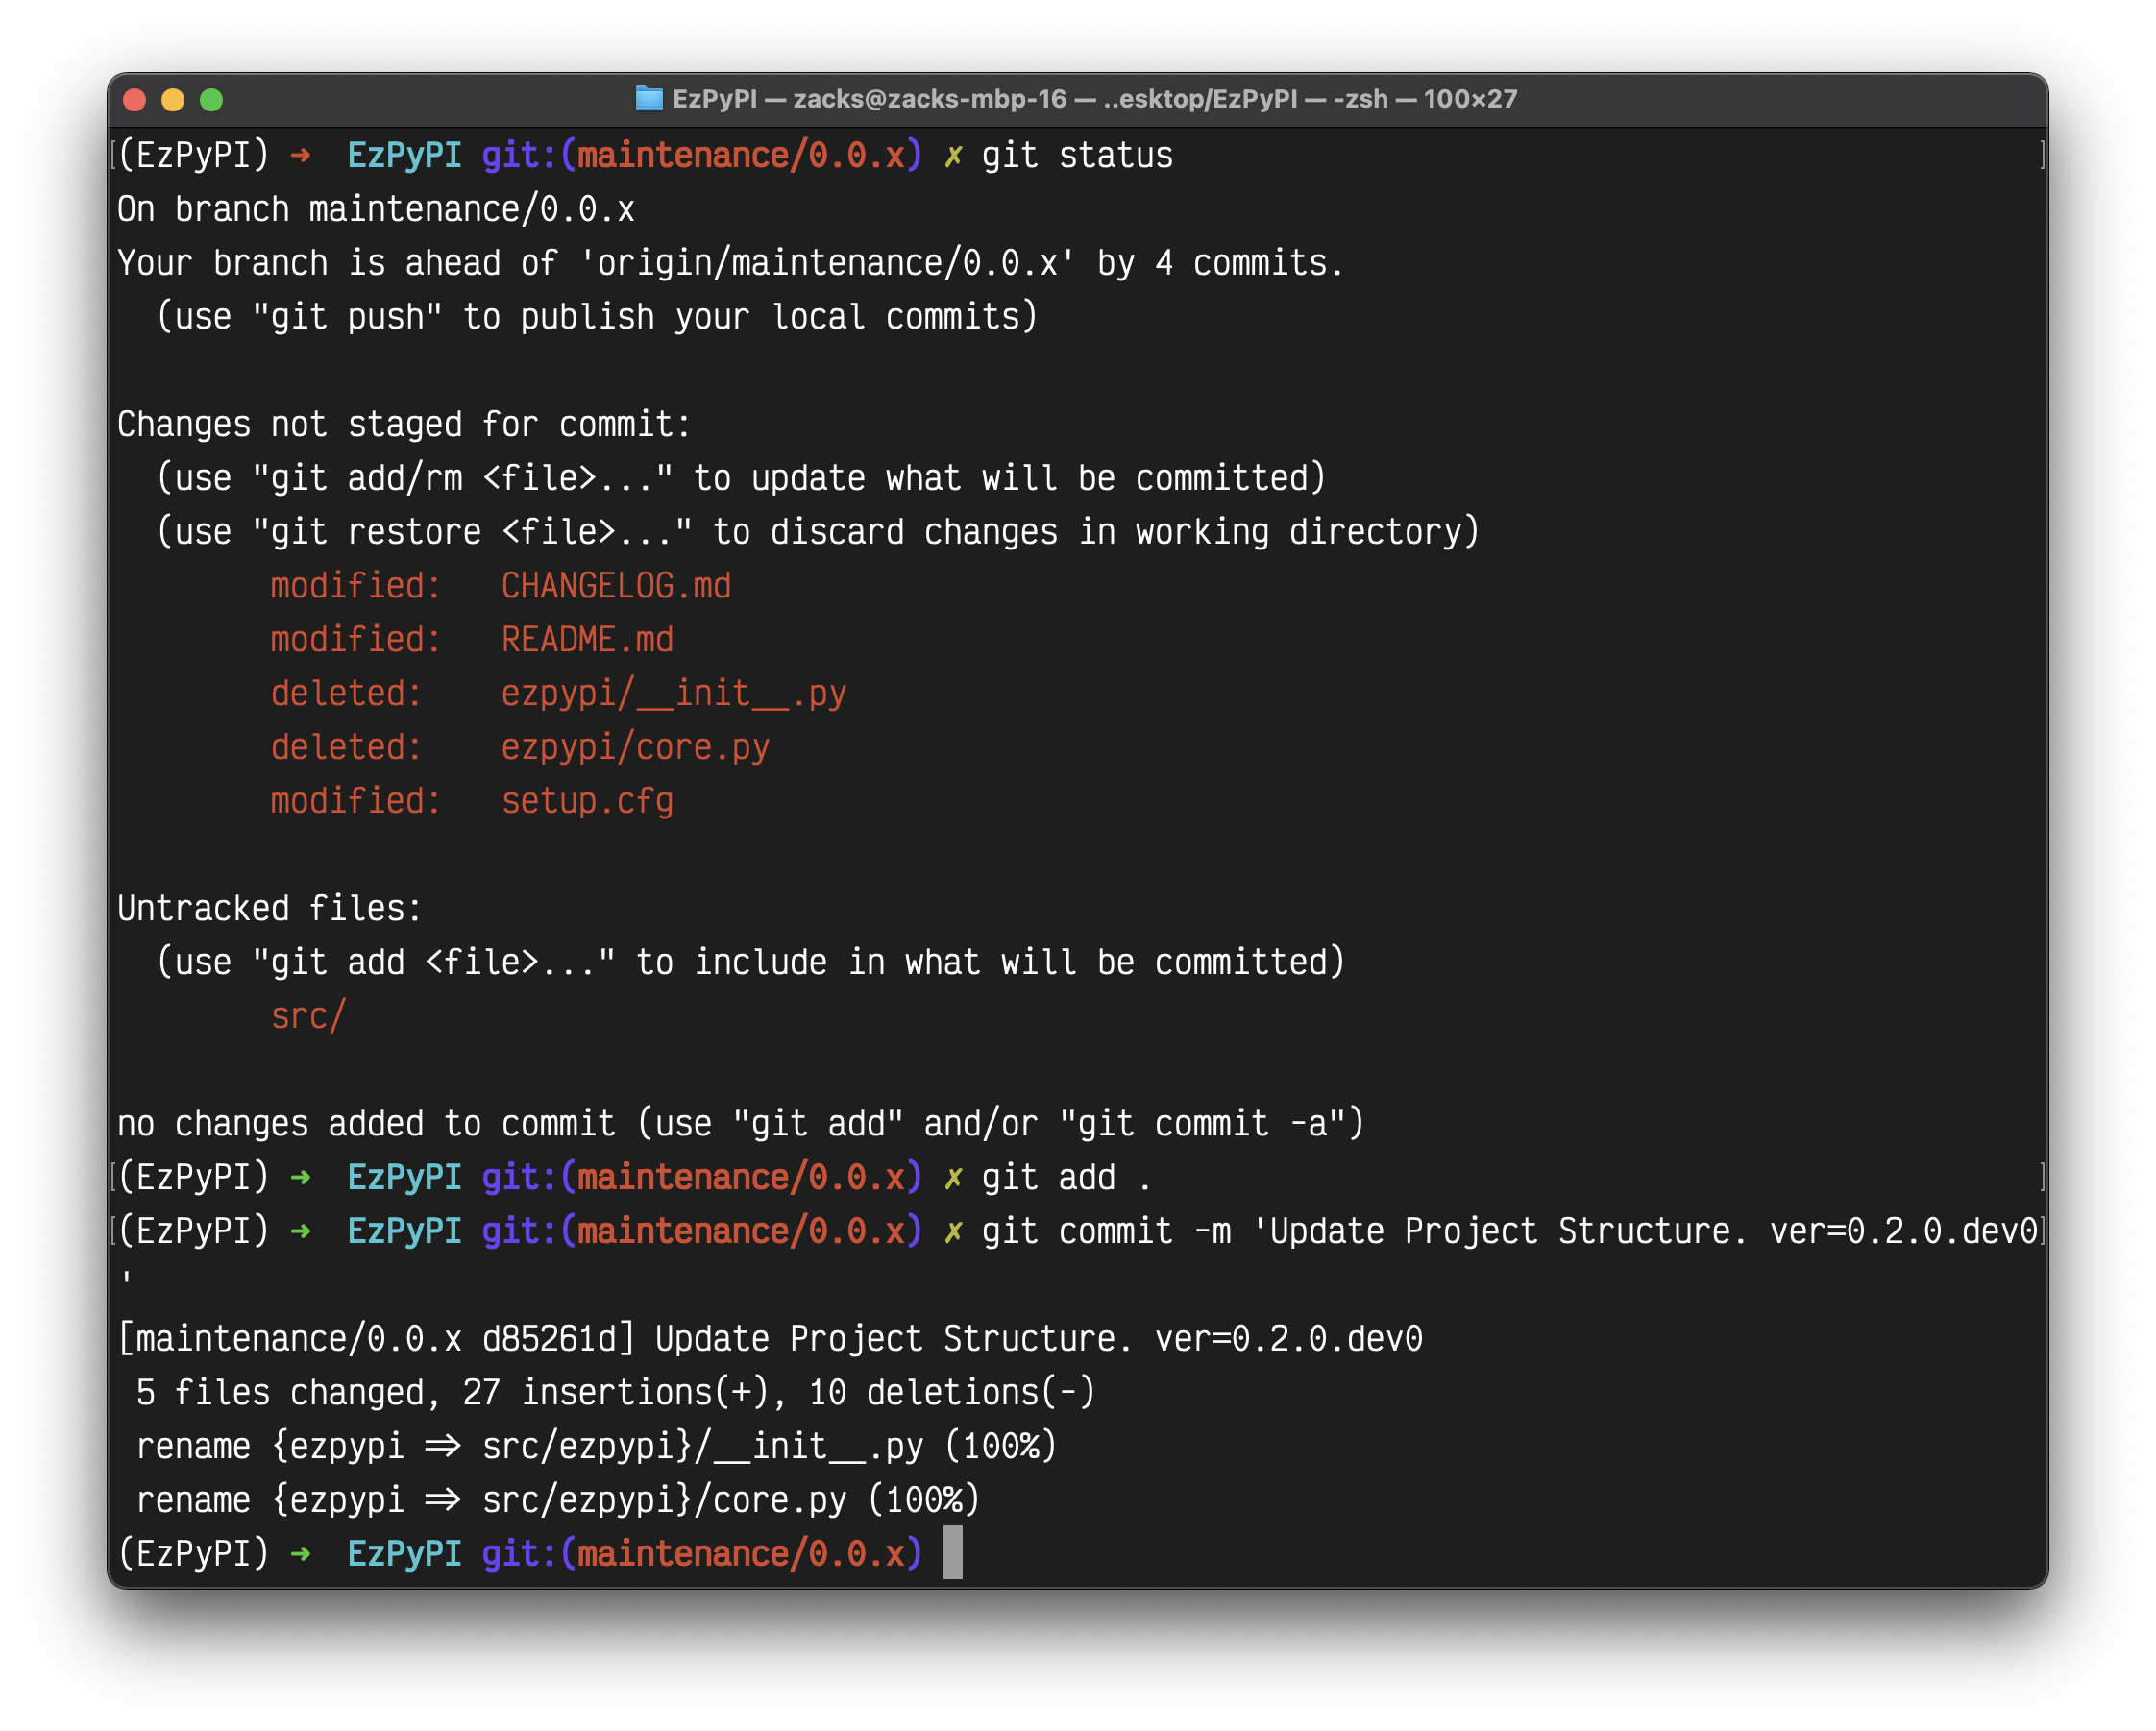 EzPyPI — zacks@zacks-mbp-16 — ..esktop/EzPyPI — -zsh — 100×27
(EzPyPI) ➜  EzPyPI git:(maintenance/0.0.x) ✗ git status
On branch maintenance/0.0.x
Your branch is ahead of 'origin/maintenance/0.0.x' by 4 commits.
  (use "git push" to publish your local commits)

Changes not staged for commit:
  (use "git add/rm <file>..." to update what will be committed)
  (use "git restore <file>..." to discard changes in working directory)
        modified:   CHANGELOG.md
        modified:   README.md
        deleted:    ezpypi/__init__.py
        deleted:    ezpypi/core.py
        modified:   setup.cfg

Untracked files:
  (use "git add <file>..." to include in what will be committed)
        src/

no changes added to commit (use "git add" and/or "git commit -a")
(EzPyPI) ➜  EzPyPI git:(maintenance/0.0.x) ✗ git add .
(EzPyPI) ➜  EzPyPI git:(maintenance/0.0.x) ✗ git commit -m 'Update Project Structure. ver=0.2.0.dev0
'
[maintenance/0.0.x d85261d] Update Project Structure. ver=0.2.0.dev0
 5 files changed, 27 insertions(+), 10 deletions(-)
 rename {ezpypi => src/ezpypi}/__init__.py (100%)
 rename {ezpypi => src/ezpypi}/core.py (100%)
(EzPyPI) ➜  EzPyPI git:(maintenance/0.0.x)